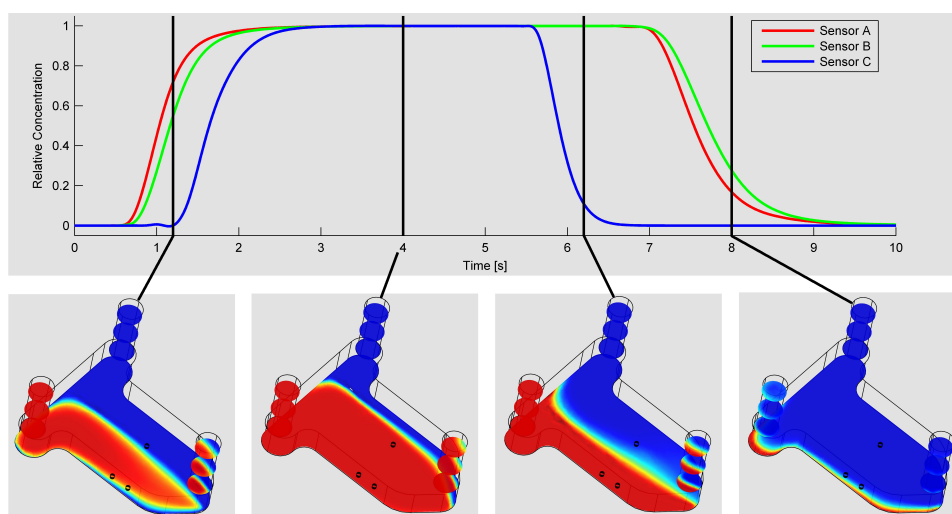 1
0.8
0.6
0.4
0.2
0
Relative Concentration
0 1 2 3 4 5 6 7 8 9 10
Time [s]
Sensor A
Sensor B
Sensor C